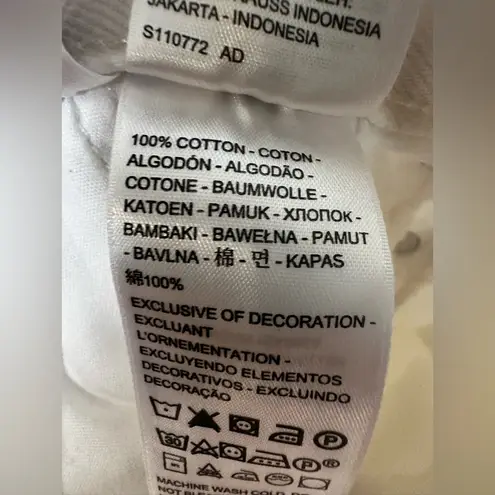 JAKARTA - INDONESIA
S110772 AD
100% COTTON - COTON -
ALGODÓN - ALGODÃO -
COTONE - BAUMWOLLE -
KATOEN - PAMUK - ХЛОПОК -
BAMBAKI - BAWEŁNA - PAMUT
- BAVLNA - 棉 - 면 - KAPAS
綿100%
EXCLUSIVE OF DECORATION -
EXCLUANT
L'ORNEMENTATION -
EXCLUYENDO ELEMENTOS
DECORATIVOS - EXCLUINDO
DECORAÇÃO
P
30 P
MACHINE WASH COLD